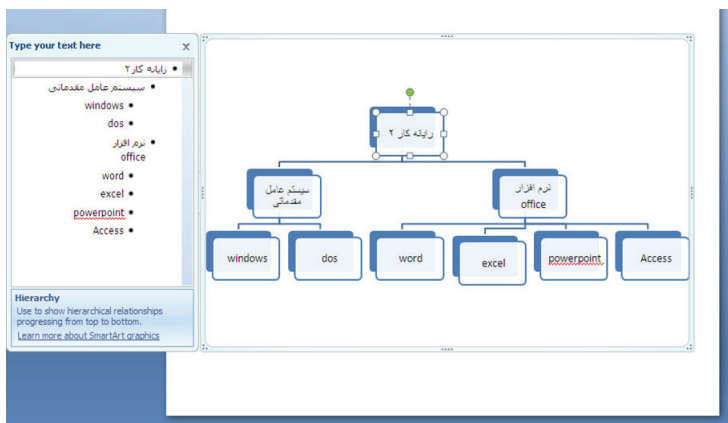 Type your text here
x
رایانه کار ۲
سیستم عامل مقدماتی
windows
dos
نرم افزار
office
word
excel
powerpoint
Access
Hierarchy
Use to show hierarchical relationships
progressing from top to bottom.
Learn more about SmartArt graphics
رایانه کار ۲
سیستم عامل
مقدماتی
نرم افزار
office
windows
dos
word
excel
powerpoint
Access